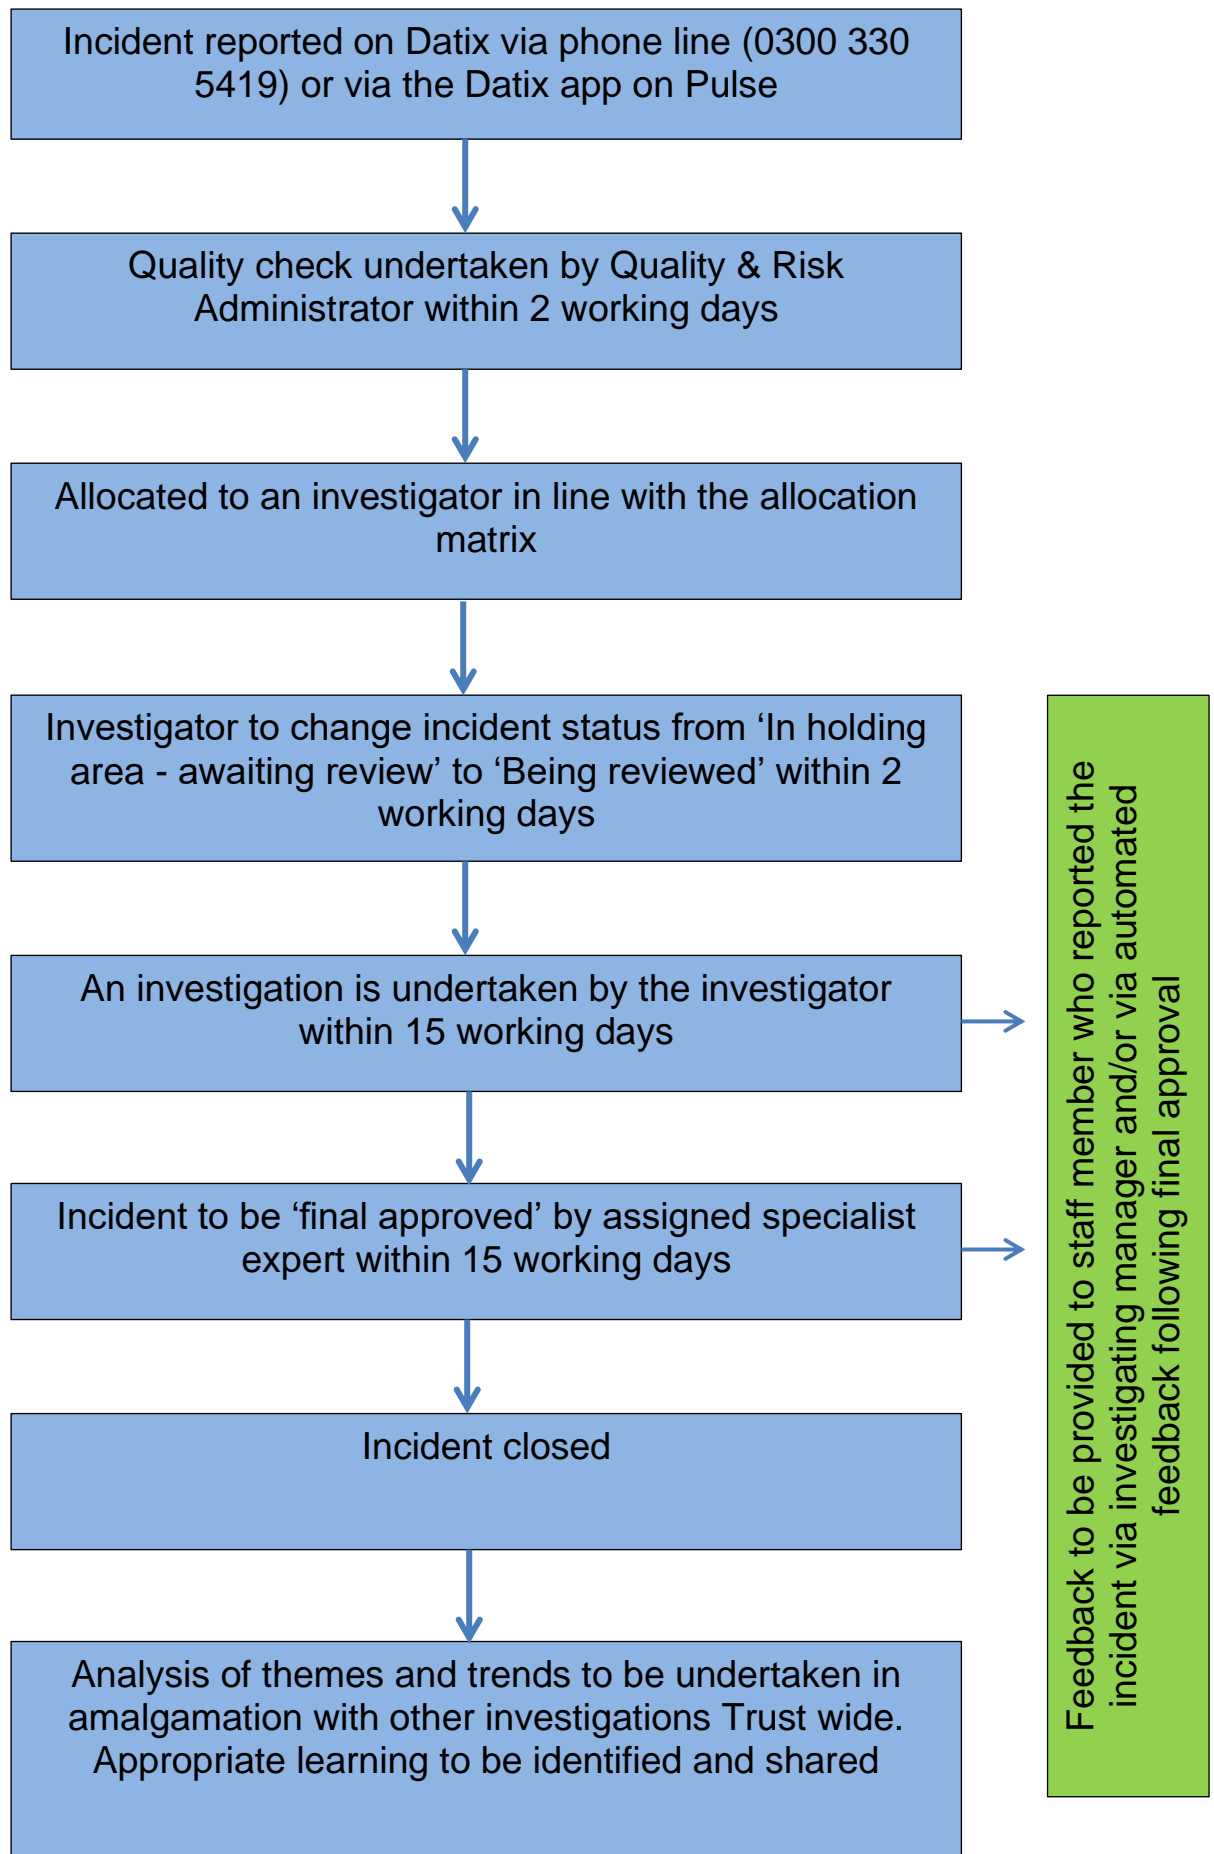 Incident reported on Datix via phone line (0300 330
5419) or via the Datix app on Pulse
Quality check undertaken by Quality & Risk
Administrator within 2 working days
Allocated to an investigator in line with the allocation
matrix
Investigator to change incident status from ‘In holding
area - awaiting review’ to ‘Being reviewed’ within 2
working days
An investigation is undertaken by the investigator
within 15 working days
Incident to be ‘final approved’ by assigned specialist
expert within 15 working days
Incident closed
Analysis of themes and trends to be undertaken in
amalgamation with other investigations Trust wide.
Appropriate learning to be identified and shared
Feedback to be provided to staff member who reported the
incident via investigating manager and/or via automated
feedback following final approval